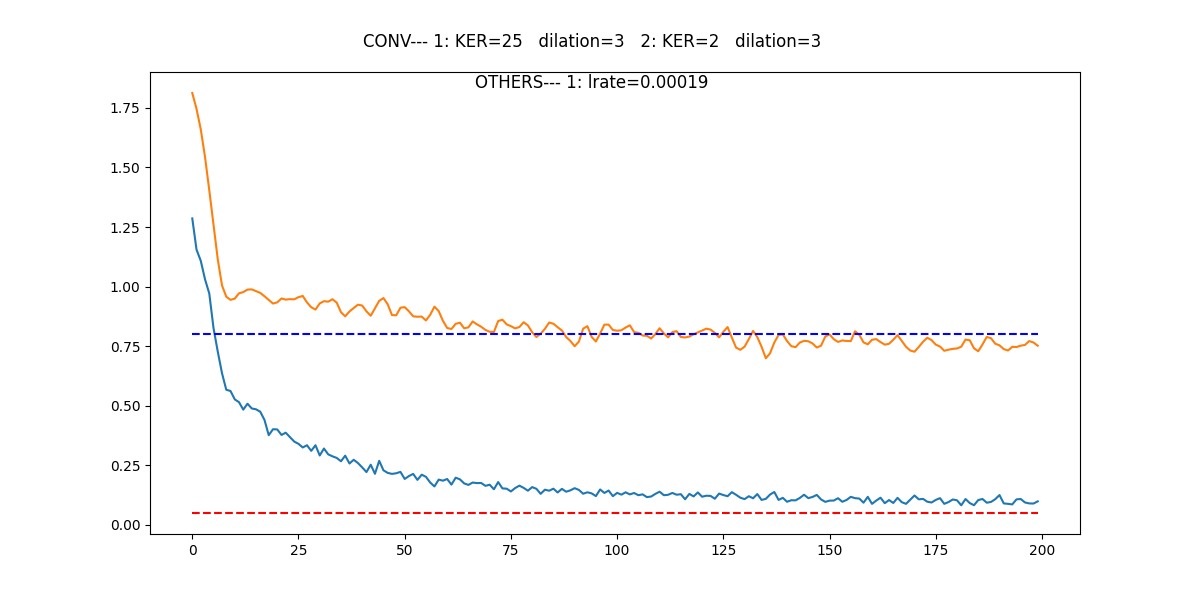 CONV--- 1: KER=25   dilation=3   2: KER=2   dilation=3
OTHERS--- 1: lrate=0.00019
1.75
1.50
1.25
1.00
0.75
0.50
0.25
0.00
0 25 50 75 100 125 150 175 200